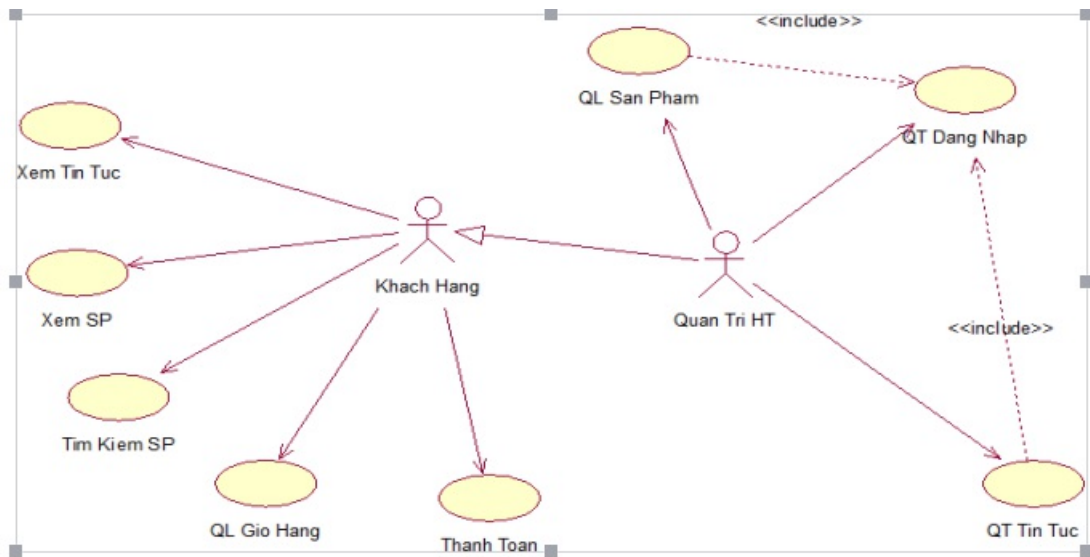 <<include>>
QL San Pham
QT Dang Nhap
Xem Tin Tuc
Khach Hang
Xem SP
Quan Tri HT
<<include>>
Tim Kiem SP
QL Gio Hang
Thanh Toan
QT Tin Tuc